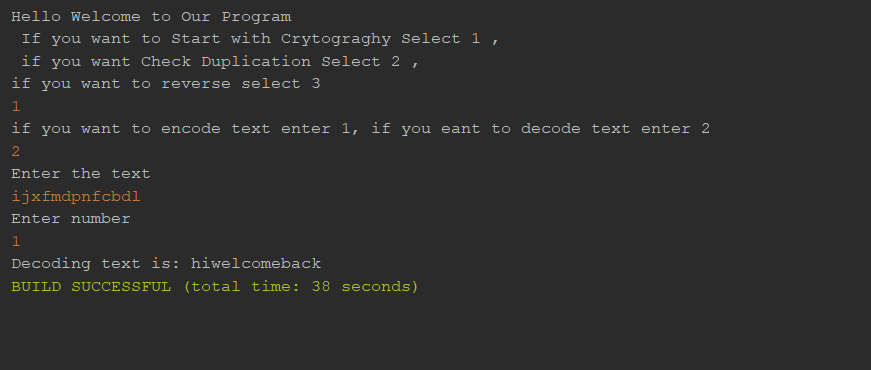 Hello Welcome to Our Program
If you want to Start with Crytograghy Select 1 ,
if you want Check Duplication Select 2 ,
if you want to reverse select 3
1
if you want to encode text enter 1, if you eant to decode text enter 2
2
Enter the text
ijxfmdpnfcbdl
Enter number
1
Decoding text is: hiwelcomeback
BUILD SUCCESSFUL (total time: 38 seconds)